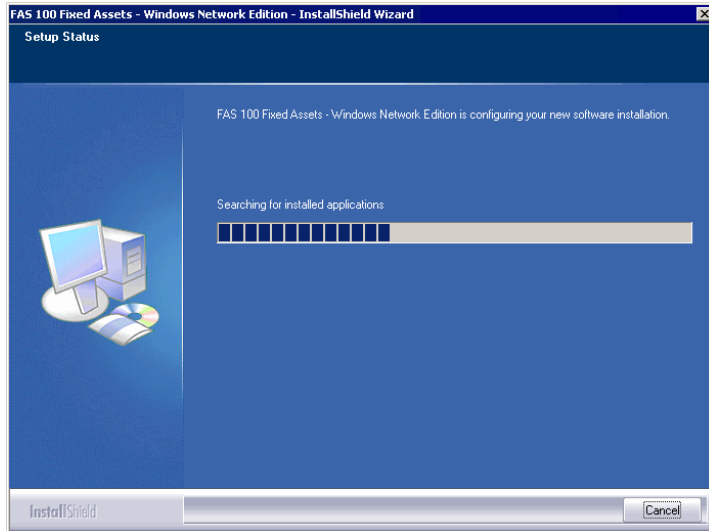 FAS 100 Fixed Assets - Windows Network Edition - InstallShield Wizard
Setup Status
FAS 100 Fixed Assets - Windows Network Edition is configuring your new software installation.
Searching for installed applications
InstallShield
Cancel